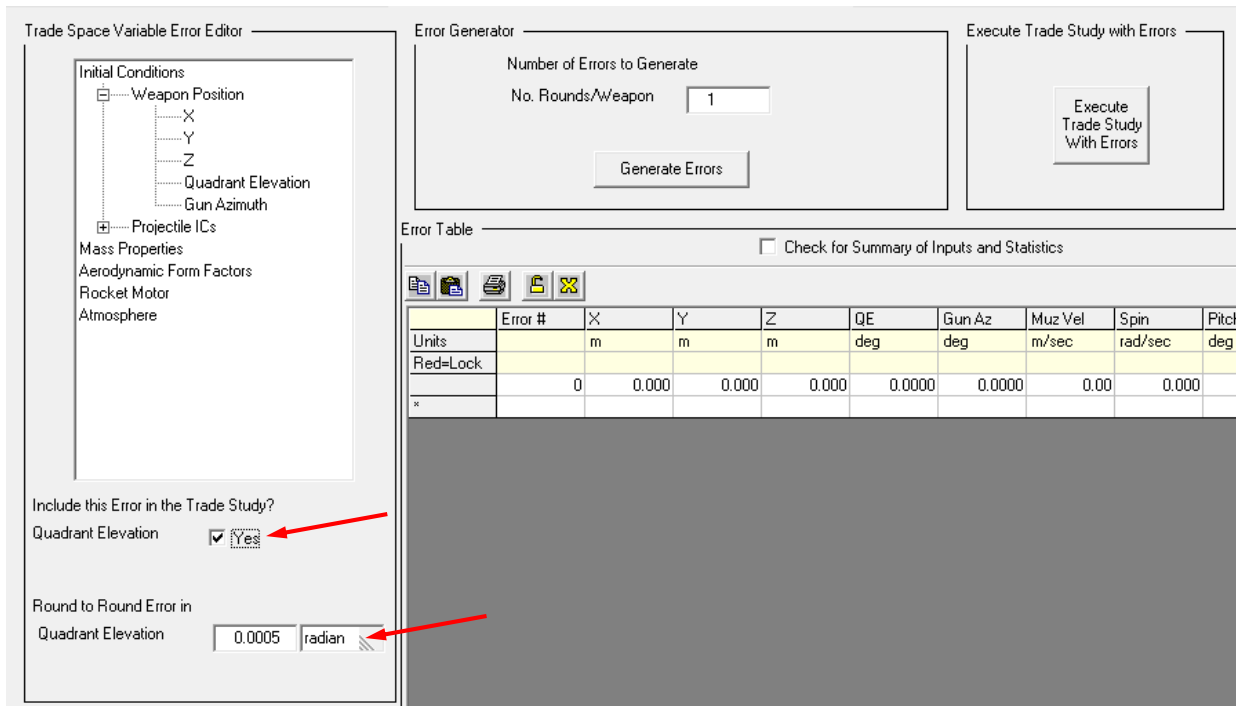 Trade Space Variable Error Editor
Initial Conditions
Weapon Position
X
Y
Z
Quadrant Elevation
Gun Azimuth
Projectile ICs
Mass Properties
Aerodynamic Form Factors
Rocket Motor
Atmosphere
Include this Error in the Trade Study?
Quadrant Elevation Yes
Round to Round Error in
Quadrant Elevation 0.0005 radian
Error Generator
Number of Errors to Generate
No. Rounds/Weapon 1
Generate Errors
Execute Trade Study with Errors
Execute
Trade Study
With Errors
Error Table
Check for Summary of Inputs and Statistics
Error # X Y Z QE Gun Az Muz Vel Spin Pitch
Units m m m deg deg m/sec rad/sec deg
Red=Lock
0 0.000 0.000 0.000 0.0000 0.0000 0.00 0.000
*